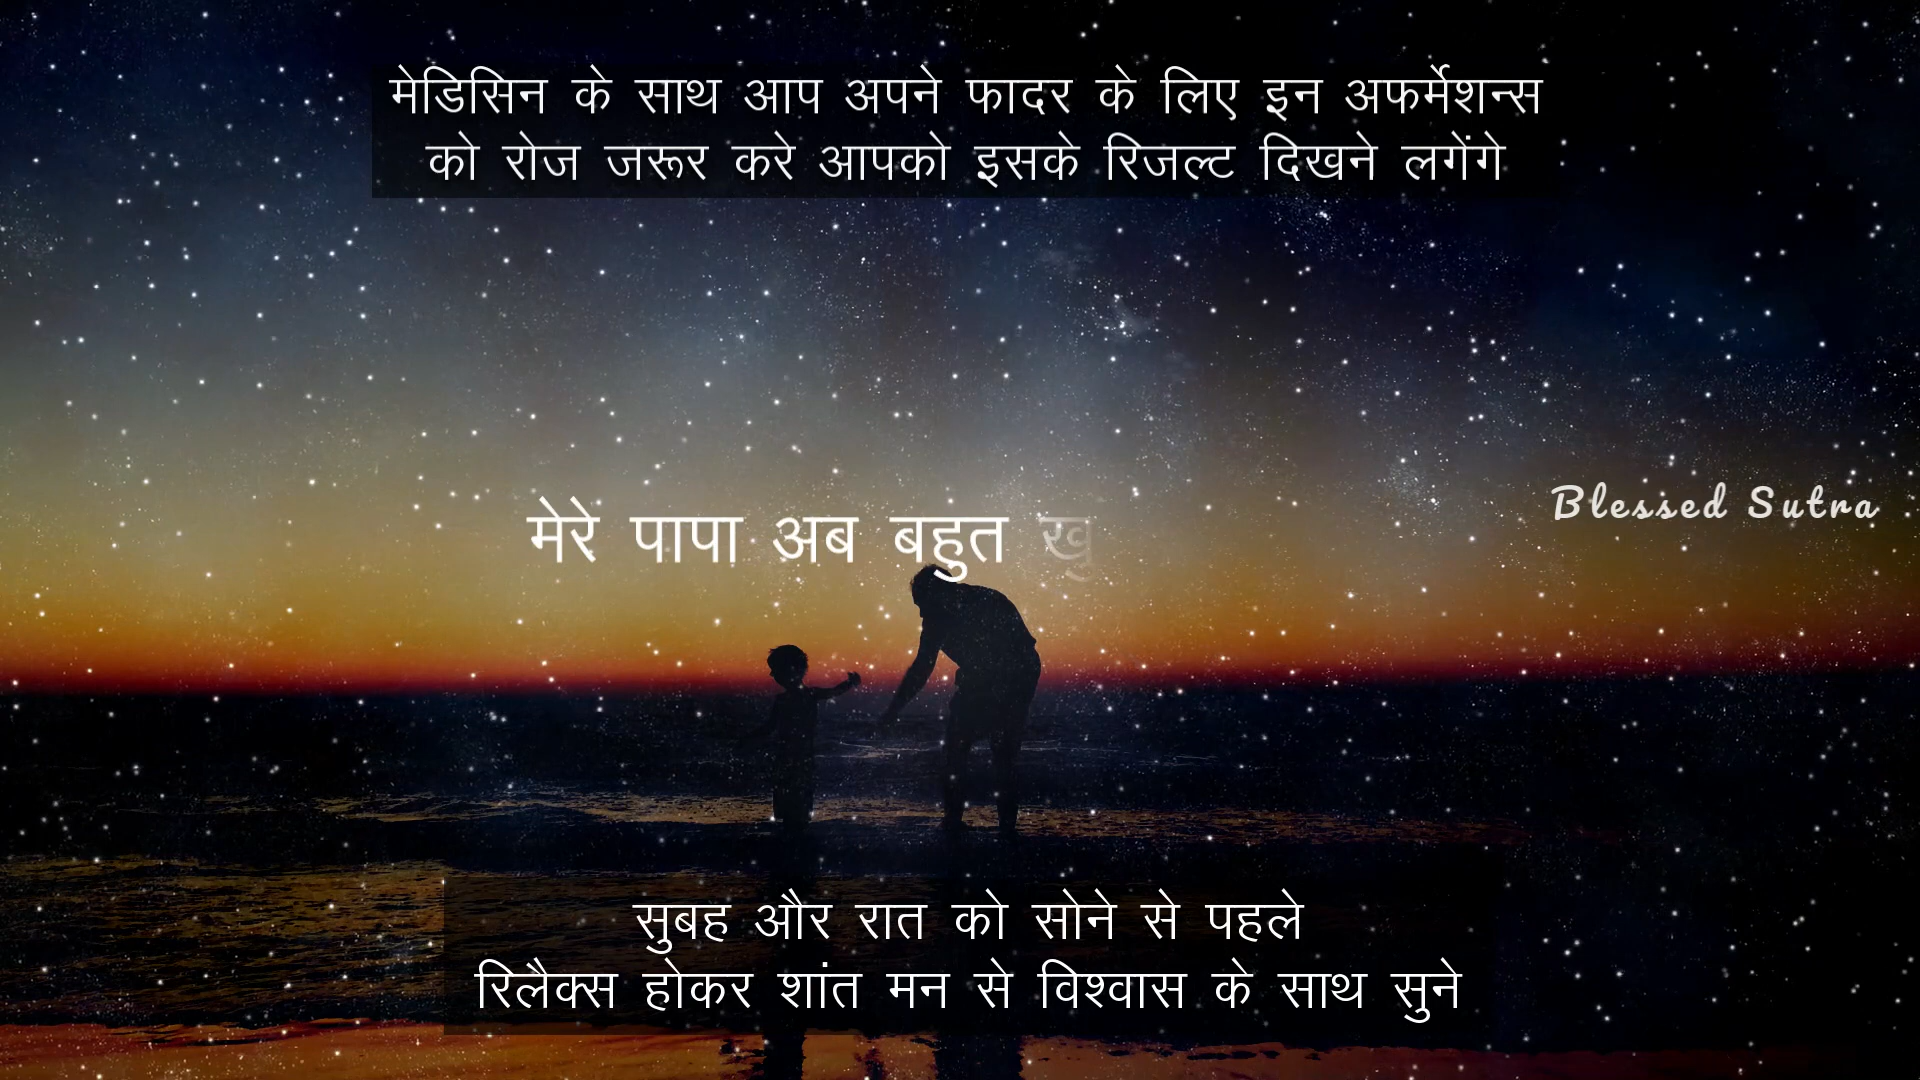 मेडिसिन के साथ आप अपने फादर के लिए इन अफर्मेशन्स
को रोज जरूर करे आपको इसके रिजल्ट दिखने लगेंगे
Blessed Sutra
मेरे पापा अब बहुत
सुबह और रात को सोने से पहले
रिलैक्स होकर शांत मन से विश्वास के साथ सुने